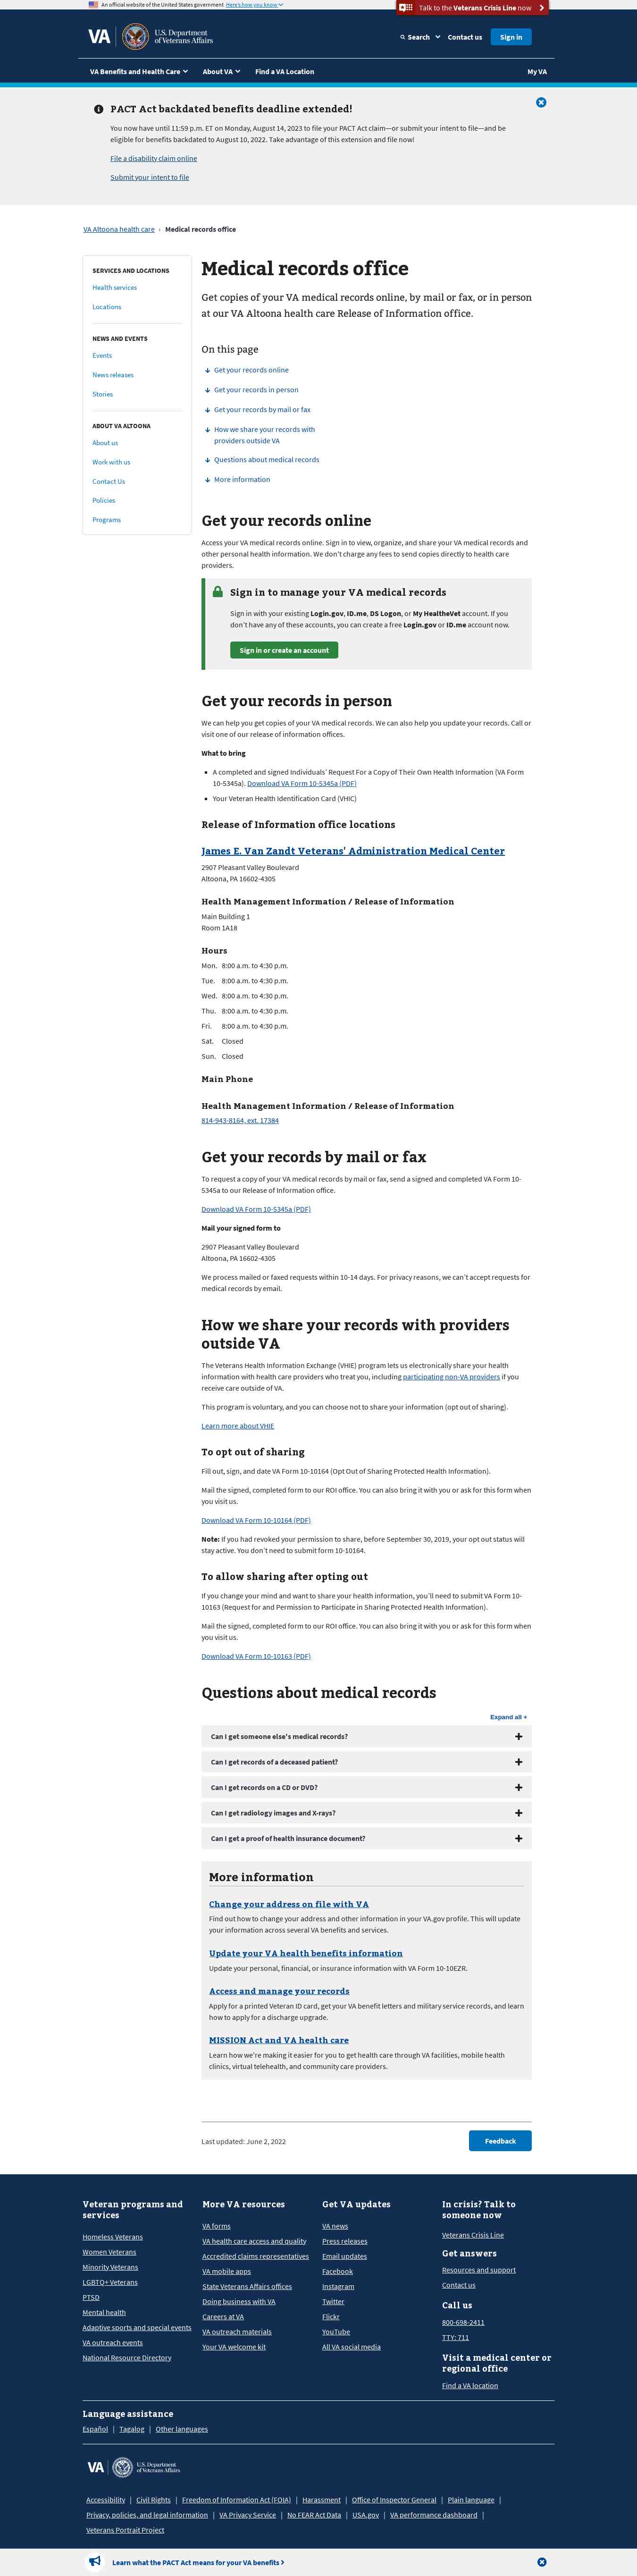 An official website of the United States government Here's how you know
Talk to the Veterans Crisis Line now
VA
U.S. Department of Veterans Affairs
Search
Contact us
Sign in
VA Benefits and Health Care
About VA
Find a VA Location
My VA
PACT Act backdated benefits deadline extended!
You now have until 11:59 p.m. ET on Monday, August 14, 2023 to file your PACT Act claim—or submit your intent to file—and be
eligible for benefits backdated to August 10, 2022. Take advantage of this extension and file now!
File a disability claim online
Submit your intent to file
VA Altoona health care › Medical records office
SERVICES AND LOCATIONS
Health services
Locations
NEWS AND EVENTS
Events
News releases
Stories
ABOUT VA ALTOONA
About us
Work with us
Contact Us
Policies
Programs
Medical records office
Get copies of your VA medical records online, by mail or fax, or in person
at our VA Altoona health care Release of Information office.
On this page
Get your records online
Get your records in person
Get your records by mail or fax
How we share your records with
providers outside VA
Questions about medical records
More information
Get your records online
Access your VA medical records online. Sign in to view, organize, and share your VA medical records and
other personal health information. We don't charge any fees to send copies directly to health care
providers.
Sign in to manage your VA medical records
Sign in with your existing Login.gov, ID.me, DS Logon, or My HealtheVet account. If you
don't have any of these accounts, you can create a free Login.gov or ID.me account now.
Sign in or create an account
Get your records in person
We can help you get copies of your VA medical records. We can also help you update your records. Call or
visit one of our release of information offices.
What to bring
A completed and signed Individuals' Request For a Copy of Their Own Health Information (VA Form
10-5345a). Download VA Form 10-5345a (PDF)
Your Veteran Health Identification Card (VHIC)
Release of Information office locations
James E. Van Zandt Veterans' Administration Medical Center
2907 Pleasant Valley Boulevard
Altoona, PA 16602-4305
Health Management Information / Release of Information
Main Building 1
Room 1A18
Hours
Mon. 8:00 a.m. to 4:30 p.m.
Tue. 8:00 a.m. to 4:30 p.m.
Wed. 8:00 a.m. to 4:30 p.m.
Thu. 8:00 a.m. to 4:30 p.m.
Fri. 8:00 a.m. to 4:30 p.m.
Sat. Closed
Sun. Closed
Main Phone
Health Management Information / Release of Information
814-943-8164, ext. 17384
Get your records by mail or fax
To request a copy of your VA medical records by mail or fax, send a signed and completed VA Form 10-
5345a to our Release of Information office.
Download VA Form 10-5345a (PDF)
Mail your signed form to
2907 Pleasant Valley Boulevard
Altoona, PA 16602-4305
We process mailed or faxed requests within 10-14 days. For privacy reasons, we can't accept requests for
medical records by email.
How we share your records with providers
outside VA
The Veterans Health Information Exchange (VHIE) program lets us electronically share your health
information with health care providers who treat you, including participating non-VA providers if you
receive care outside of VA.
This program is voluntary, and you can choose not to share your information (opt out of sharing).
Learn more about VHIE
To opt out of sharing
Fill out, sign, and date VA Form 10-10164 (Opt Out of Sharing Protected Health Information).
Mail the signed, completed form to our ROI office. You can also bring it with you or ask for this form when
you visit us.
Download VA Form 10-10164 (PDF)
Note: If you had revoked your permission to share, before September 30, 2019, your opt out status will
stay active. You don't need to submit form 10-10164.
To allow sharing after opting out
If you change your mind and want to share your health information, you'll need to submit VA Form 10-
10163 (Request for and Permission to Participate in Sharing Protected Health Information).
Mail the signed, completed form to our ROI office. You can also bring it with you or ask for this form when
you visit us.
Download VA Form 10-10163 (PDF)
Questions about medical records
Expand all +
Can I get someone else's medical records?
Can I get records of a deceased patient?
Can I get records on a CD or DVD?
Can I get radiology images and X-rays?
Can I get a proof of health insurance document?
More information
Change your address on file with VA
Find out how to change your address and other information in your VA.gov profile. This will update
your information across several VA benefits and services.
Update your VA health benefits information
Update your personal, financial, or insurance information with VA Form 10-10EZR.
Access and manage your records
Apply for a printed Veteran ID card, get your VA benefit letters and military service records, and learn
how to apply for a discharge upgrade.
MISSION Act and VA health care
Learn how we're making it easier for you to get health care through VA facilities, mobile health
clinics, virtual telehealth, and community care providers.
Last updated: June 2, 2022
Feedback
Veteran programs and
services
Homeless Veterans
Women Veterans
Minority Veterans
LGBTQ+ Veterans
PTSD
Mental health
Adaptive sports and special events
VA outreach events
National Resource Directory
More VA resources
VA forms
VA health care access and quality
Accredited claims representatives
VA mobile apps
State Veterans Affairs offices
Doing business with VA
Careers at VA
VA outreach materials
Your VA welcome kit
Get VA updates
VA news
Press releases
Email updates
Facebook
Instagram
Twitter
Flickr
YouTube
All VA social media
In crisis? Talk to
someone now
Veterans Crisis Line
Get answers
Resources and support
Contact us
Call us
800-698-2411
TTY: 711
Visit a medical center or
regional office
Find a VA location
Language assistance
Español | Tagalog | Other languages
VA
U.S. Department of Veterans Affairs
Accessibility | Civil Rights | Freedom of Information Act (FOIA) | Harassment | Office of Inspector General | Plain language |
Privacy, policies, and legal information | VA Privacy Service | No FEAR Act Data | USA.gov | VA performance dashboard |
Veterans Portrait Project
Learn what the PACT Act means for your VA benefits